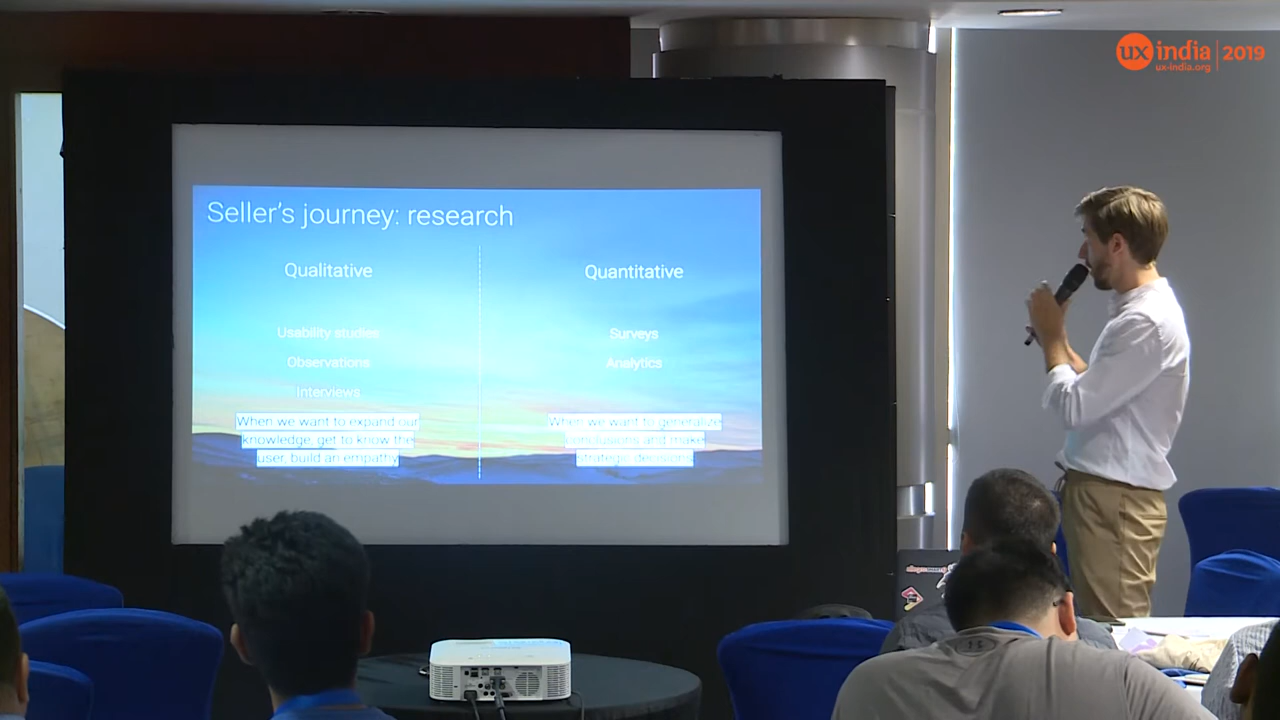 ux india 2019
ux-india.org
Seller's journey: research
Qualitative
Quantitative
Usability studies
Observations
Interviews
When we want to expand our
knowledge, get to know the
user, build an empathy
Surveys
Analytics
When we want to generalize
conclusions and make
strategic decisions